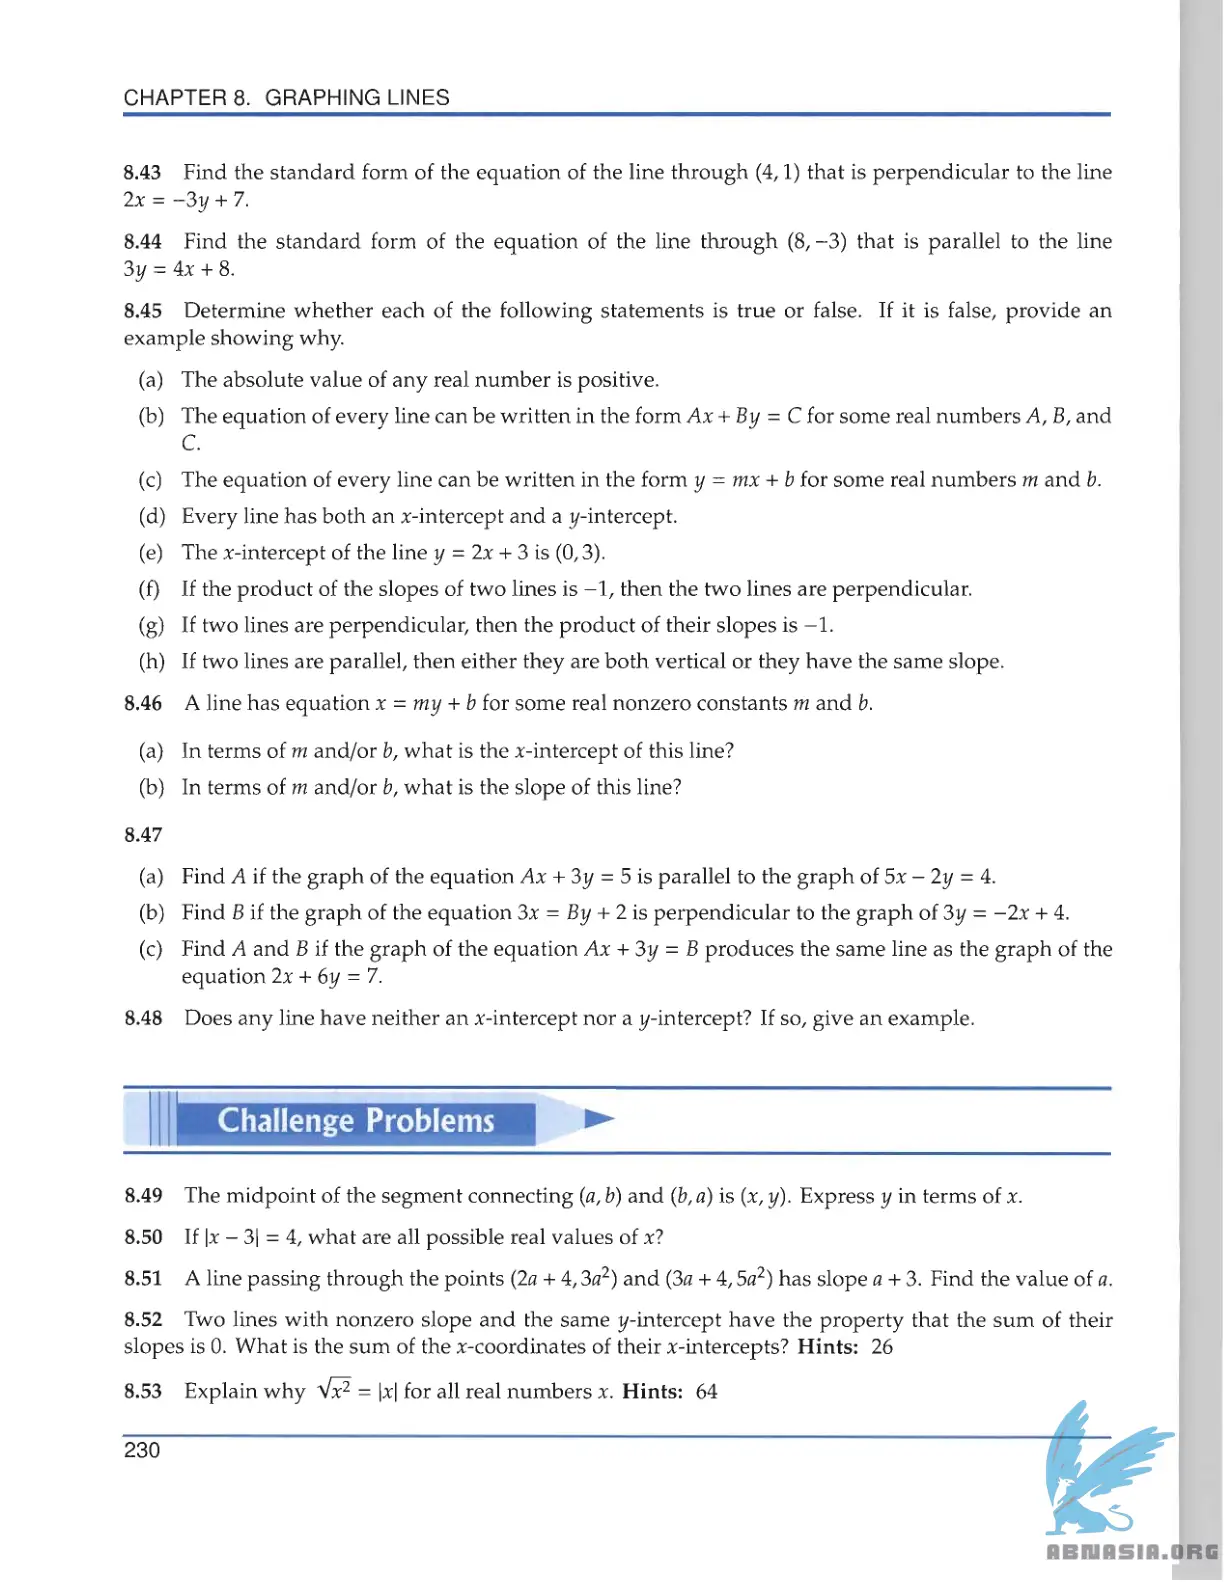 CHAPTER 8. GRAPHING LINES
8.43 Find the standard form of the equation of the line through (4, 1) that is perpendicular to the line
2x = −3y + 7.
8.44 Find the standard form of the equation of the line through (8, −3) that is parallel to the line
3y = 4x + 8.
8.45 Determine whether each of the following statements is true or false. If it is false, provide an
example showing why.
(a) The absolute value of any real number is positive.
(b) The equation of every line can be written in the form Ax + By = C for some real numbers A, B, and
C.
(c) The equation of every line can be written in the form y = mx + b for some real numbers m and b.
(d) Every line has both an x-intercept and a y-intercept.
(e) The x-intercept of the line y = 2x + 3 is (0, 3).
(f) If the product of the slopes of two lines is −1, then the two lines are perpendicular.
(g) If two lines are perpendicular, then the product of their slopes is −1.
(h) If two lines are parallel, then either they are both vertical or they have the same slope.
8.46 A line has equation x = my + b for some real nonzero constants m and b.
(a) In terms of m and/or b, what is the x-intercept of this line?
(b) In terms of m and/or b, what is the slope of this line?
8.47
(a) Find A if the graph of the equation Ax + 3y = 5 is parallel to the graph of 5x − 2y = 4.
(b) Find B if the graph of the equation 3x = By + 2 is perpendicular to the graph of 3y = −2x + 4.
(c) Find A and B if the graph of the equation Ax + 3y = B produces the same line as the graph of the
equation 2x + 6y = 7.
8.48 Does any line have neither an x-intercept nor a y-intercept? If so, give an example.
Challenge Problems
8.49 The midpoint of the segment connecting (a, b) and (b, a) is (x, y). Express y in terms of x.
8.50 If |x − 3| = 4, what are all possible real values of x?
8.51 A line passing through the points (2a + 4, 3a²) and (3a + 4, 5a²) has slope a + 3. Find the value of a.
8.52 Two lines with nonzero slope and the same y-intercept have the property that the sum of their
slopes is 0. What is the sum of the x-coordinates of their x-intercepts? Hints: 26
8.53 Explain why √x² = |x| for all real numbers x. Hints: 64
230
ABNASIA.ORG